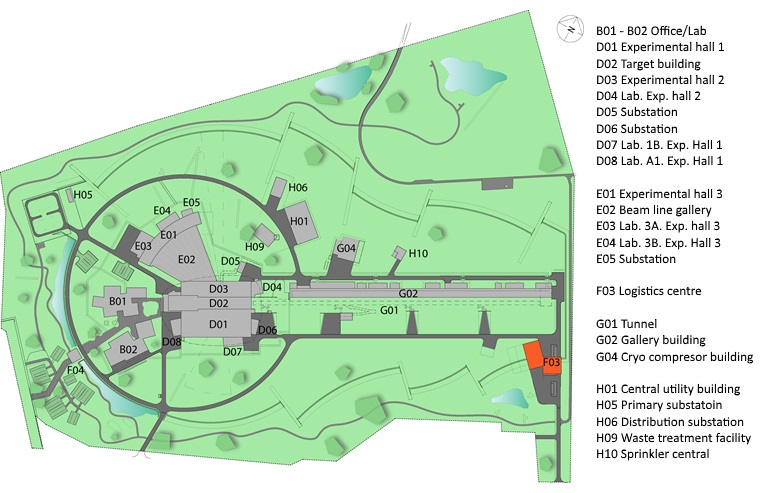 N
B01 - B02 Office/Lab
D01 Experimental hall 1
D02 Target building
D03 Experimental hall 2
D04 Lab. Exp. hall 2
D05 Substation
D06 Substation
D07 Lab. 1B. Exp. Hall 1
D08 Lab. A1. Exp. Hall 1
E01 Experimental hall 3
E02 Beam line gallery
E03 Lab. 3A. Exp. hall 3
E04 Lab. 3B. Exp. Hall 3
E05 Substation
F03 Logistics centre
G01 Tunnel
G02 Gallery building
G04 Cryo compresor building
H01 Central utility building
H05 Primary substatoin
H06 Distribution substation
H09 Waste treatment facility
H10 Sprinkler central
H05
H06
E05
E04
H01
E01
E03
H09
G04
H10
E02
D05
D03
D04
G02
B01
D02
G01
D01
D06
D08
D07
B02
F04
F03